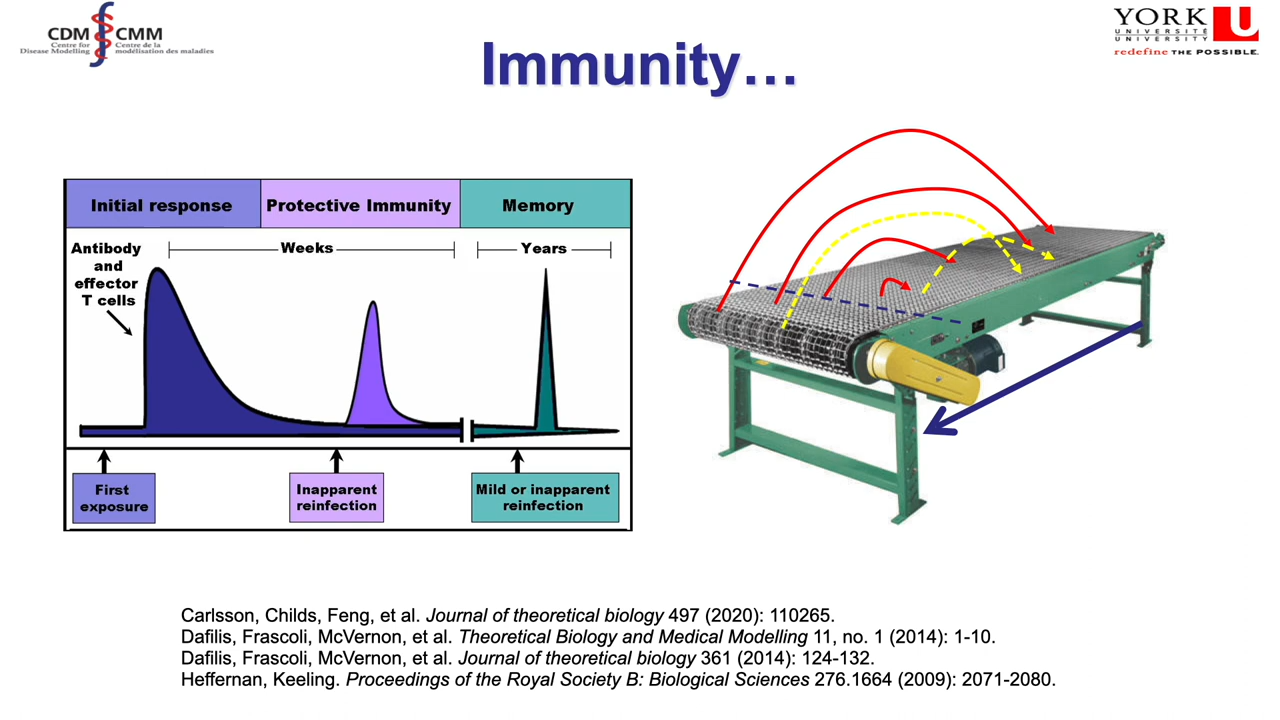 CDM CMM
Centre for Centre de la
Disease Modelling modélisation des maladies
YORK U
UNIVERSITÉ
UNIVERSITY
redefine THE POSSIBLE.
Immunity…
Initial response Protective Immunity Memory
Antibody
and
effector
T cells
Weeks Years
First
exposure
Inapparent
reinfection
Mild or inapparent
reinfection
Carlsson, Childs, Feng, et al. Journal of theoretical biology 497 (2020): 110265.
Dafilis, Frascoli, McVernon, et al. Theoretical Biology and Medical Modelling 11, no. 1 (2014): 1-10.
Dafilis, Frascoli, McVernon, et al. Journal of theoretical biology 361 (2014): 124-132.
Heffernan, Keeling. Proceedings of the Royal Society B: Biological Sciences 276.1664 (2009): 2071-2080.